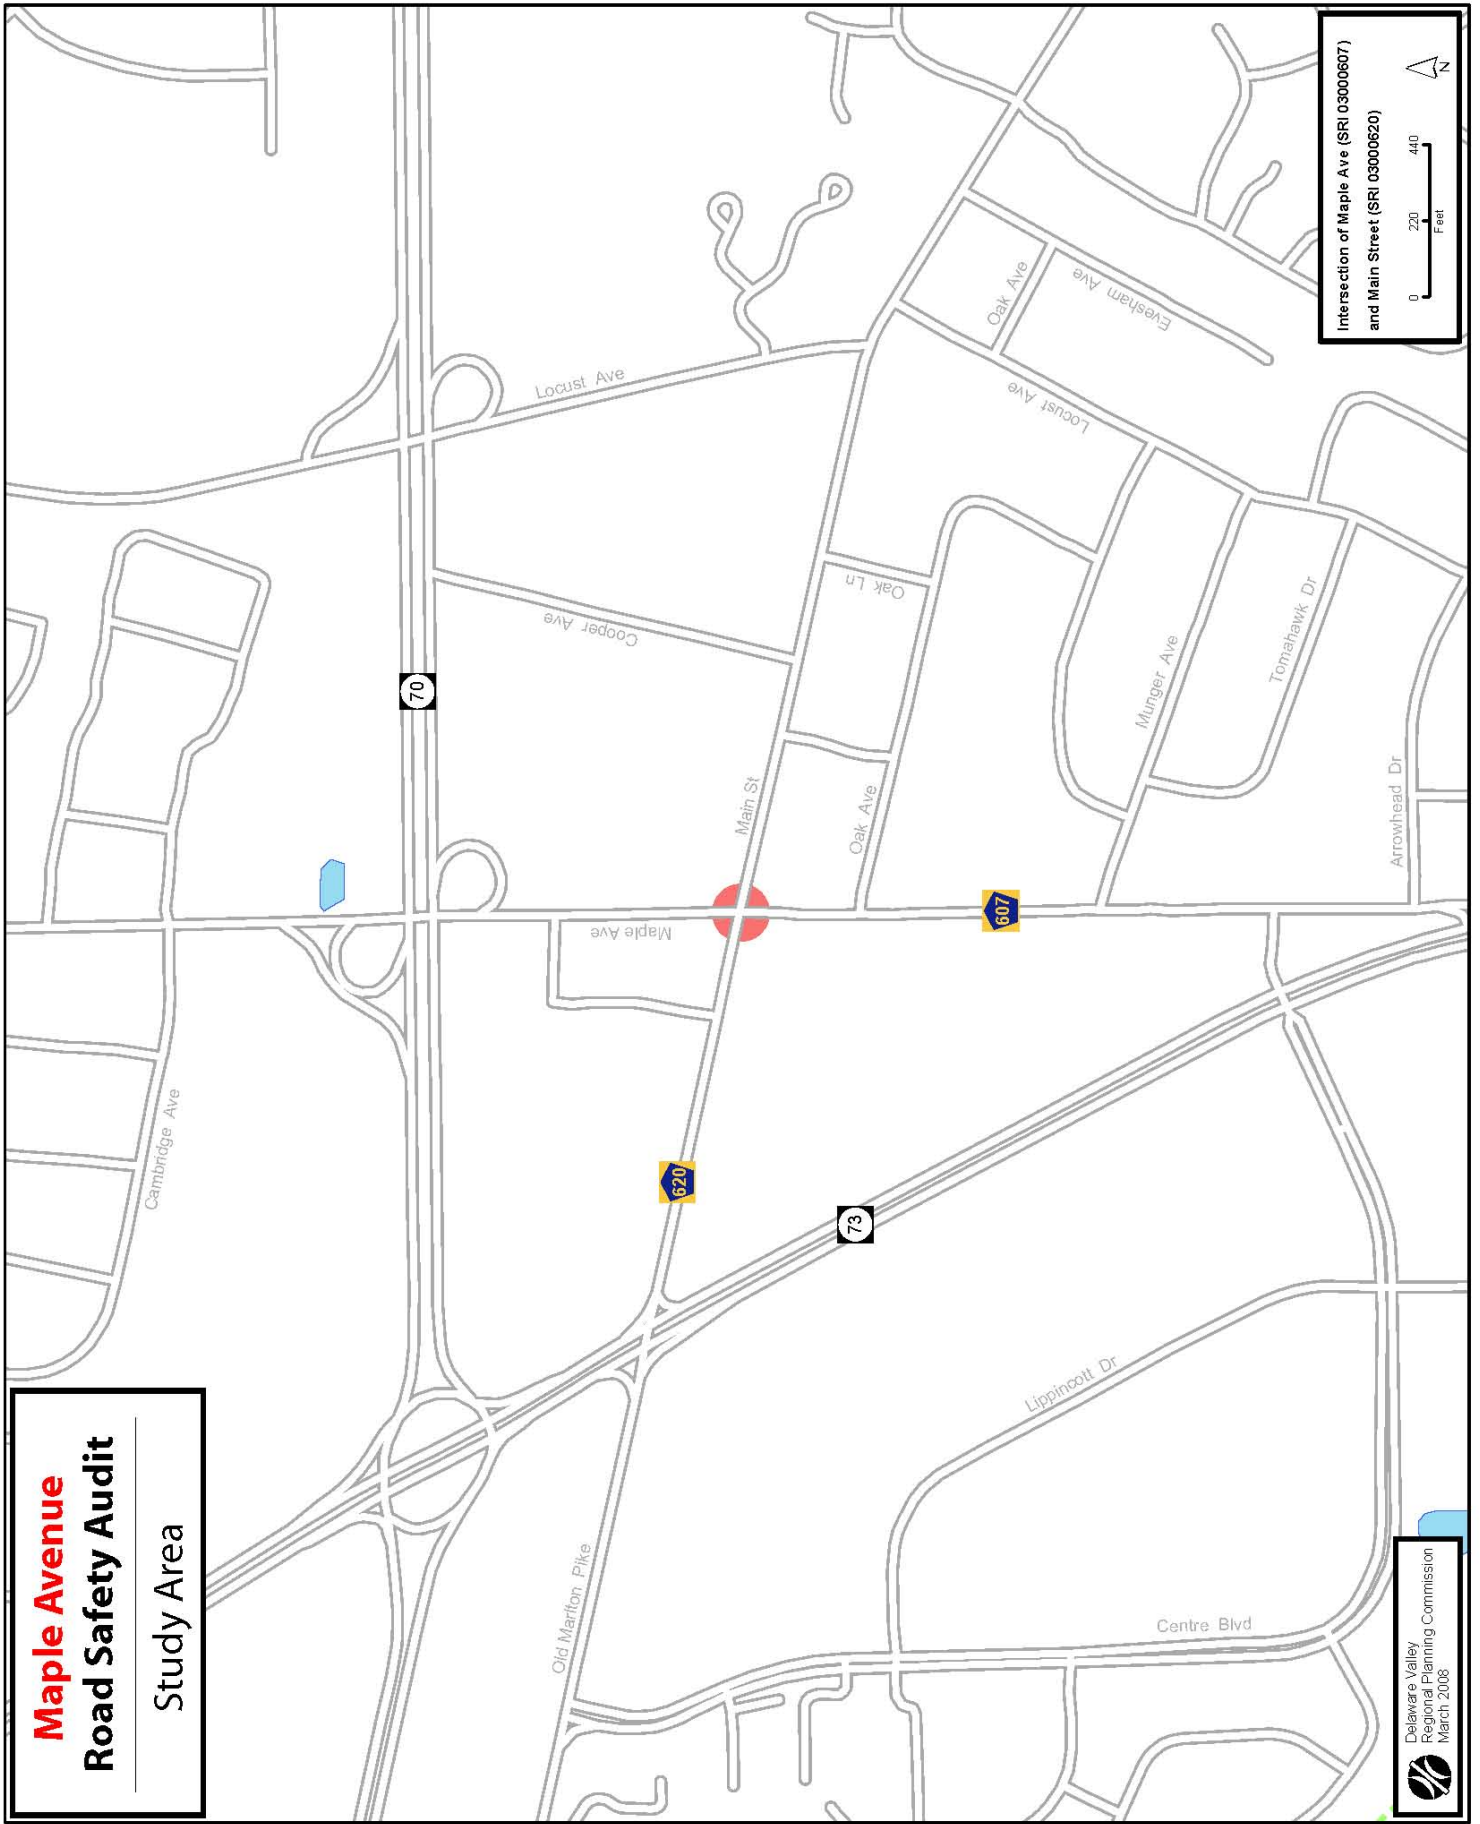 Maple Avenue
Road Safety Audit
Study Area
Cambridge Ave
70
Locust Ave
Cooper Ave
Maple Ave
Main St
620
73
Old Marlton Pike
Oak Ave
Oak Ln
607
Locust Ave
Oak Ave
Evesham Ave
Munger Ave
Tomahawk Dr
Arrowhead Dr
Lippincott Dr
Centre Blvd
Intersection of Maple Ave (SRI 03000607)
and Main Street (SRI 03000620)
0 220 440
Feet
N
Delaware Valley
Regional Planning Commission
March 2008